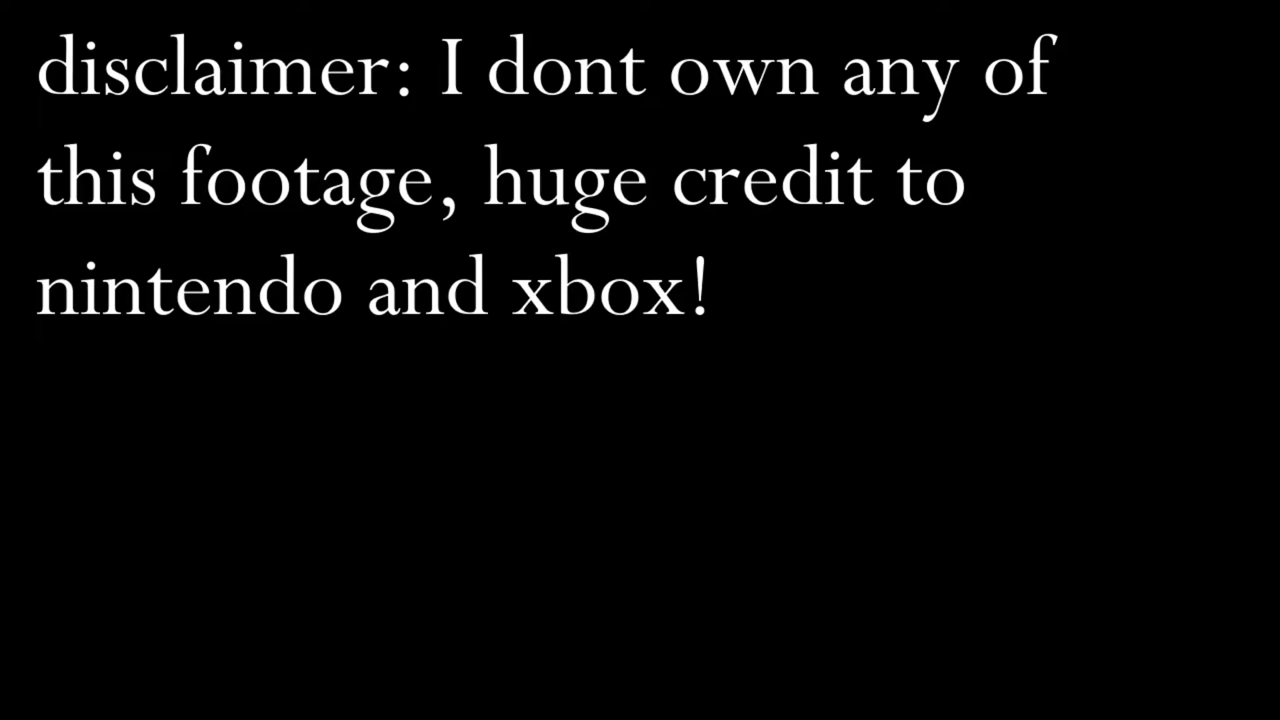 disclaimer: I dont own any of
this footage, huge credit to
nintendo and xbox!